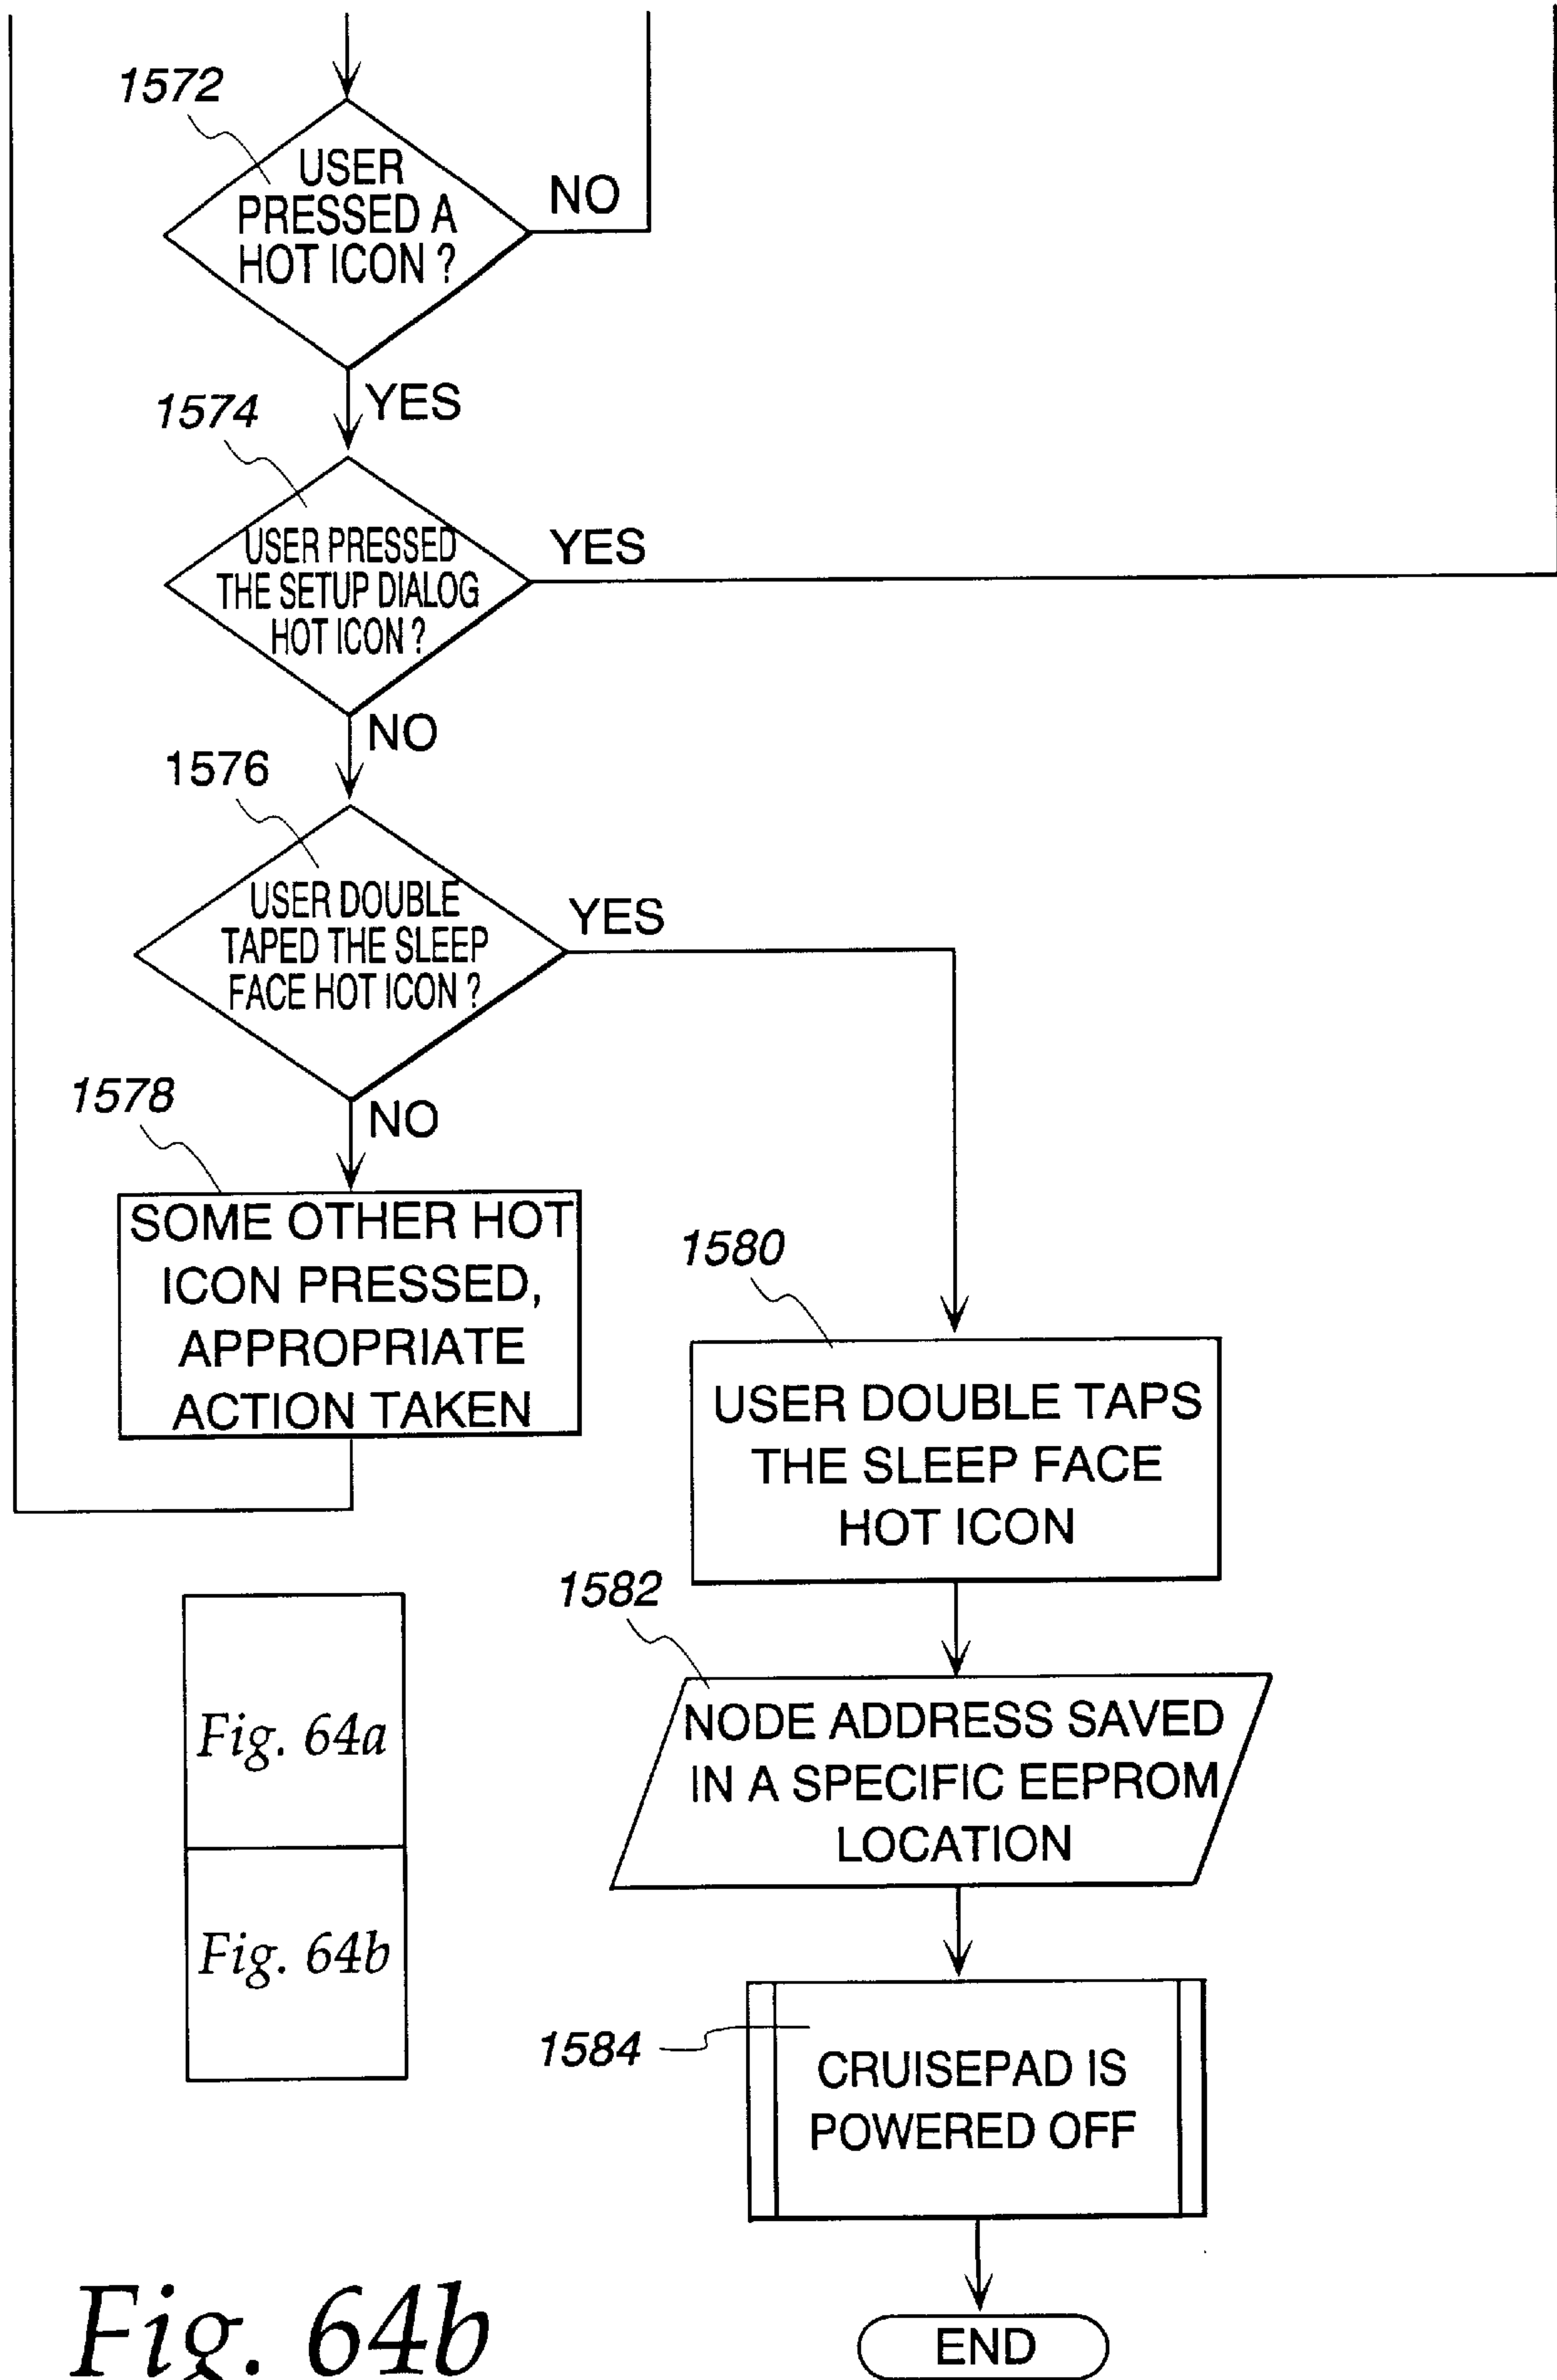 1572
USER
PRESSED A
HOT ICON ?
NO
YES
1574
USER PRESSED
THE SETUP DIALOG
HOT ICON ?
YES
NO
1576
USER DOUBLE
TAPED THE SLEEP
FACE HOT ICON ?
YES
NO
1578
SOME OTHER HOT
ICON PRESSED,
APPROPRIATE
ACTION TAKEN
1580
USER DOUBLE TAPS
THE SLEEP FACE
HOT ICON
1582
NODE ADDRESS SAVED
IN A SPECIFIC EEPROM
LOCATION
Fig. 64a
Fig. 64b
1584
CRUISEPAD IS
POWERED OFF
END
Fig. 64b